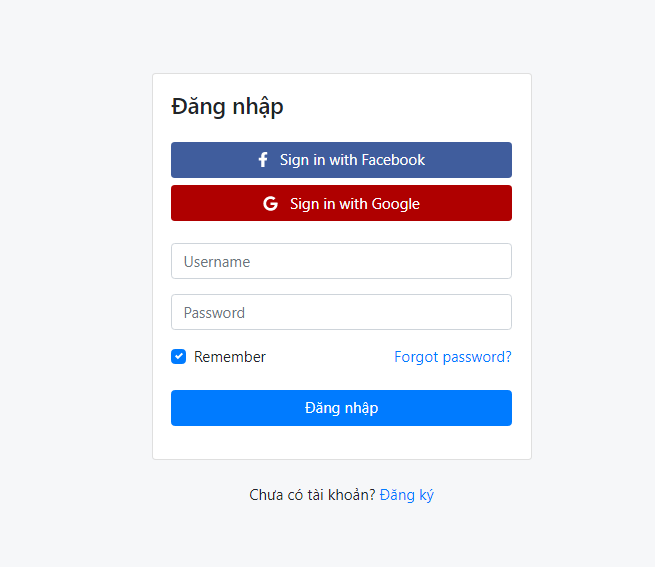 Đăng nhập
Sign in with Facebook
Sign in with Google
Username
Password
Remember Forgot password?
Đăng nhập
Chưa có tài khoản? Đăng ký